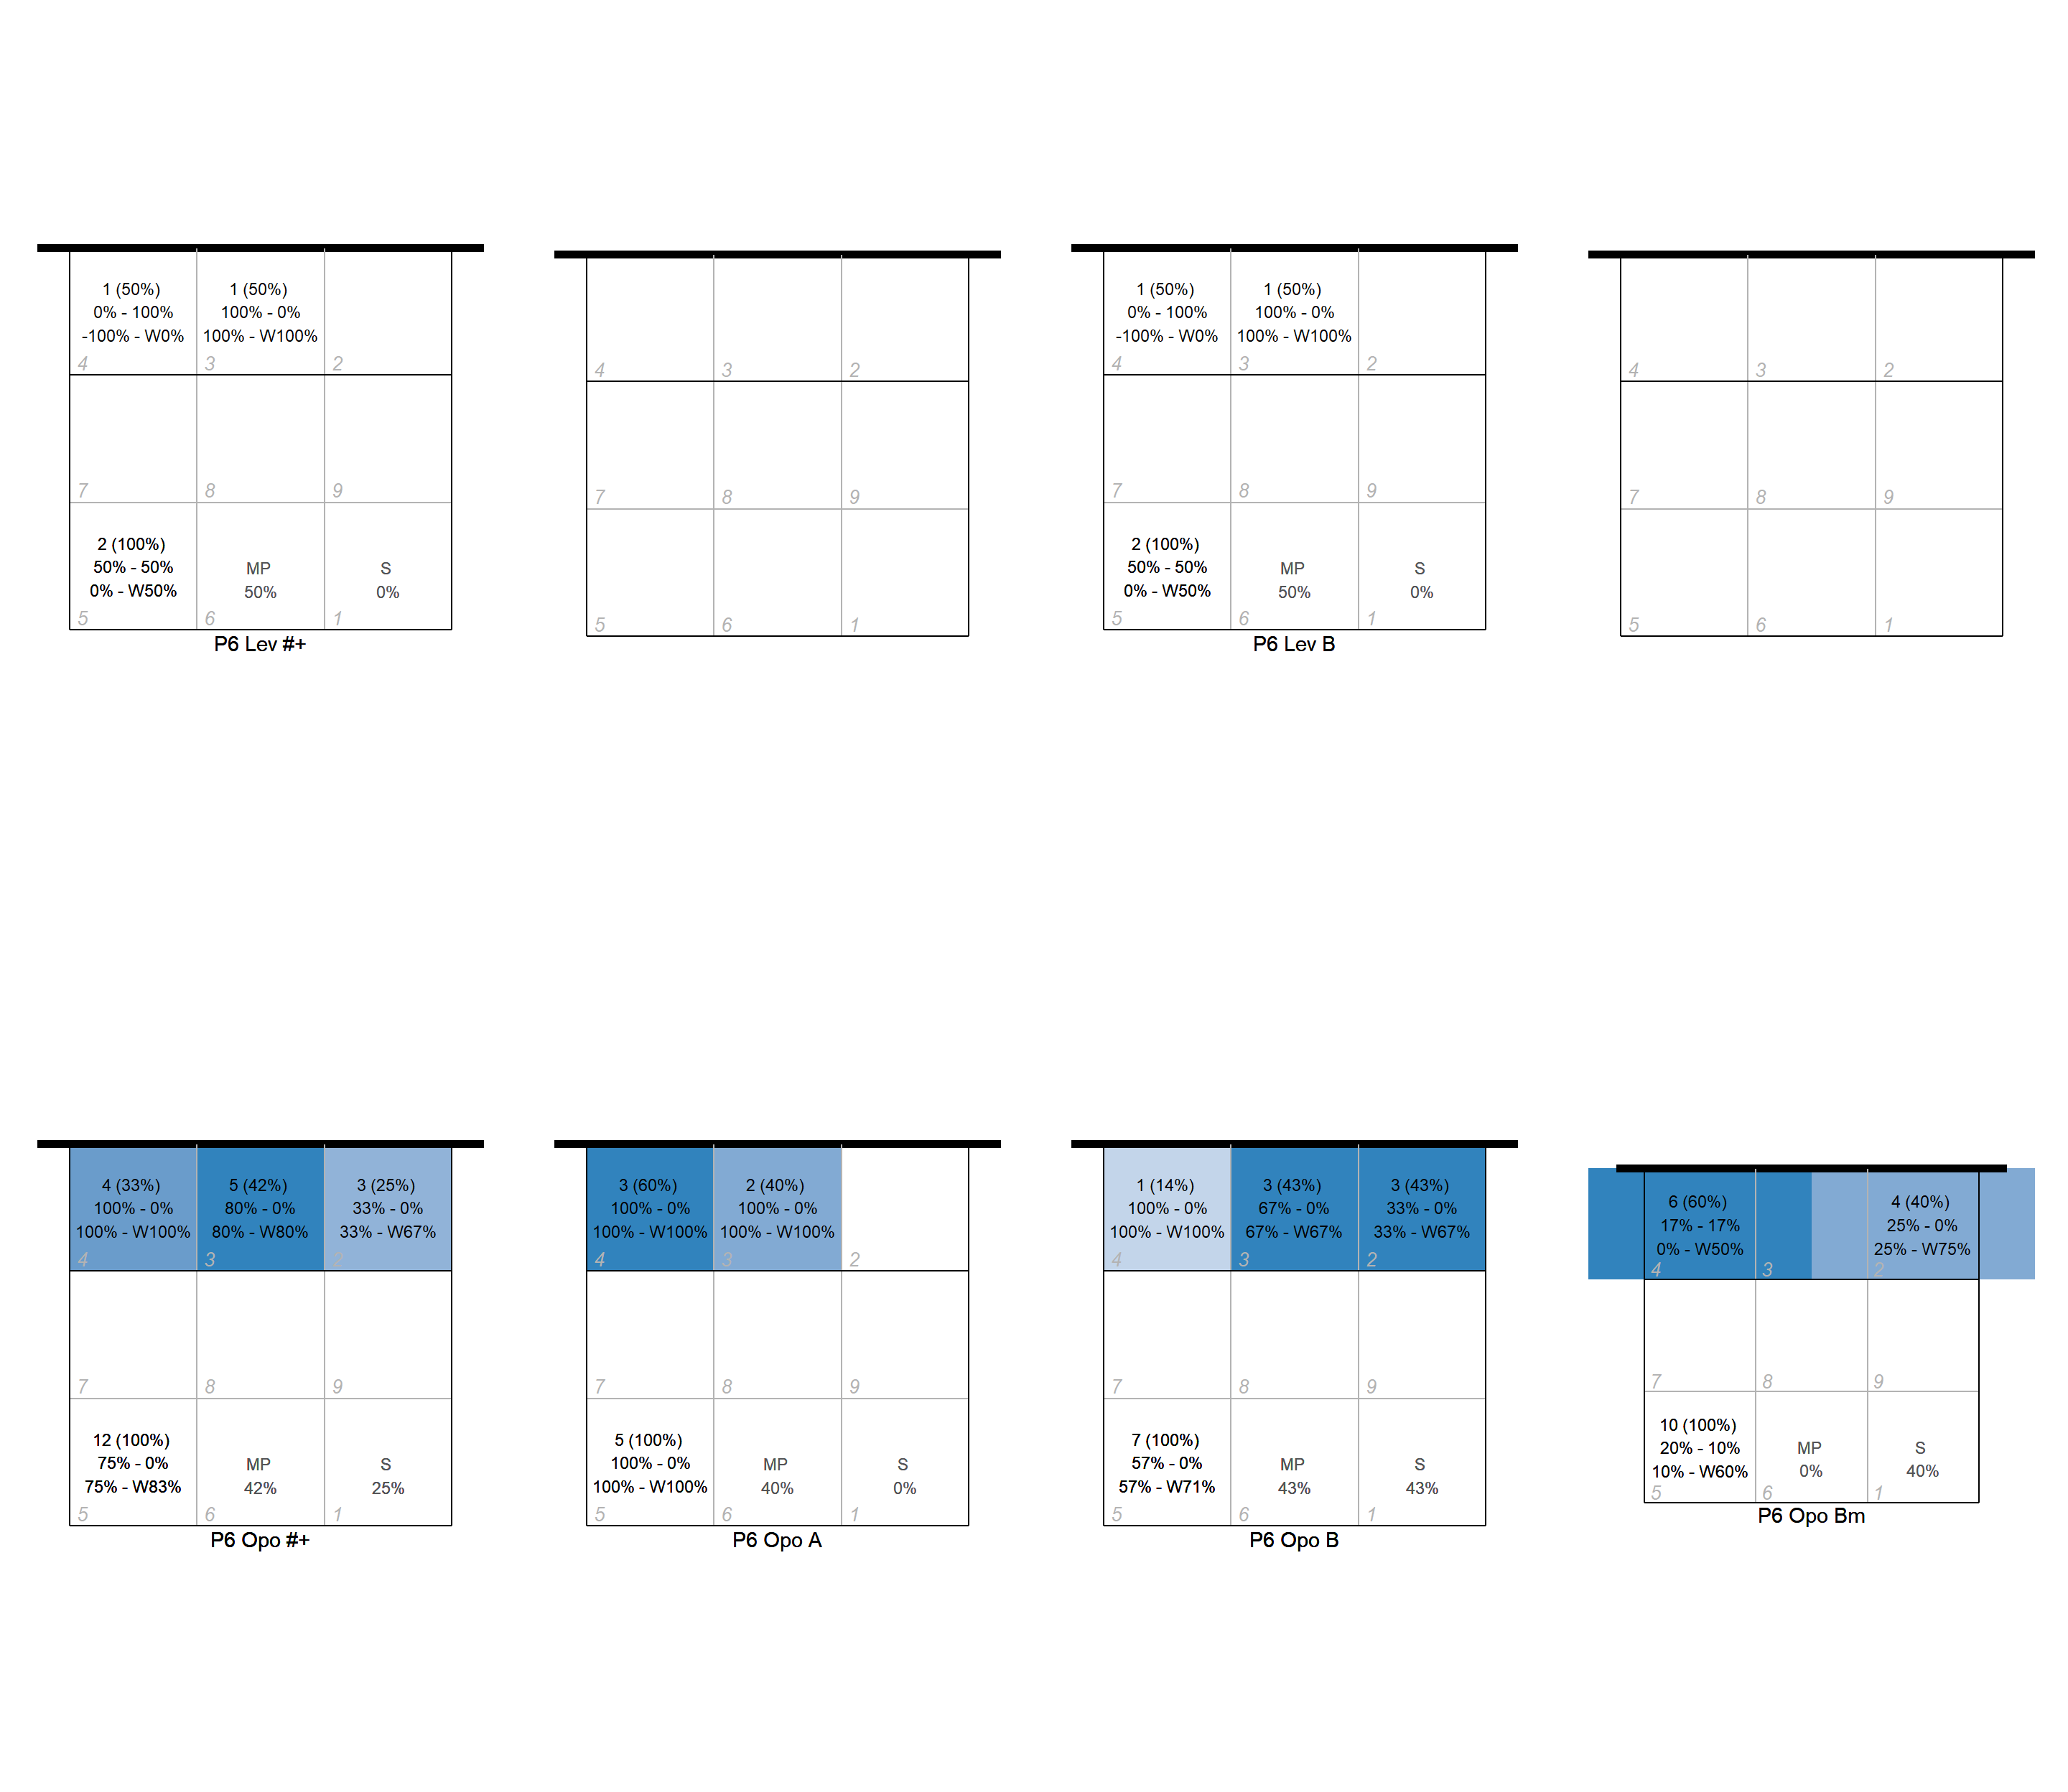 1 (50%)
0% - 100%
-100% - W0%
4
1 (50%)
100% - 0%
100% - W100%
3
2
7
8
9
2 (100%)
50% - 50%
0% - W50%
5
MP
50%
6
S
0%
1
P6 Lev #+
4
3
2
7
8
9
5
6
1
1 (50%)
0% - 100%
-100% - W0%
4
1 (50%)
100% - 0%
100% - W100%
3
2
7
8
9
2 (100%)
50% - 50%
0% - W50%
5
MP
50%
6
S
0%
1
P6 Lev B
4
3
2
7
8
9
5
6
1
4 (33%)
100% - 0%
100% - W100%
4
5 (42%)
80% - 0%
80% - W80%
3
3 (25%)
33% - 0%
33% - W67%
2
7
8
9
12 (100%)
75% - 0%
75% - W83%
5
MP
42%
6
S
25%
1
P6 Opo #+
3 (60%)
100% - 0%
100% - W100%
4
2 (40%)
100% - 0%
100% - W100%
3
2
7
8
9
5 (100%)
100% - 0%
100% - W100%
5
MP
40%
6
S
0%
1
P6 Opo A
1 (14%)
100% - 0%
100% - W100%
4
3 (43%)
67% - 0%
67% - W67%
3
3 (43%)
33% - 0%
33% - W67%
2
7
8
9
7 (100%)
57% - 0%
57% - W71%
5
MP
43%
6
S
43%
1
P6 Opo B
6 (60%)
17% - 17%
0% - W50%
4
3
4 (40%)
25% - 0%
25% - W75%
2
7
8
9
10 (100%)
20% - 10%
10% - W60%
5
MP
0%
6
S
40%
1
P6 Opo Bm